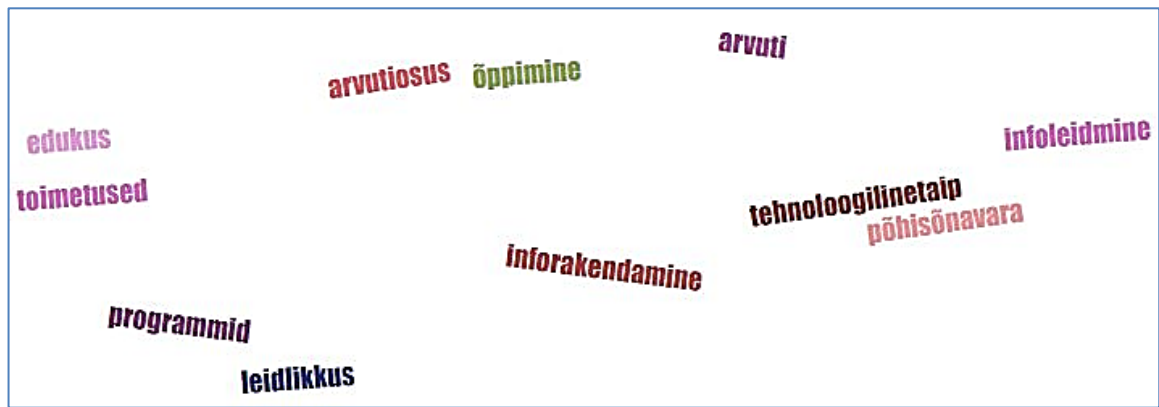 arvuti
arvutiosus
õppimine
edukus
infoleidmine
toimetused
tehnoloogilinetaip
põhisõnavara
inforakendamine
programmid
leidlikkus